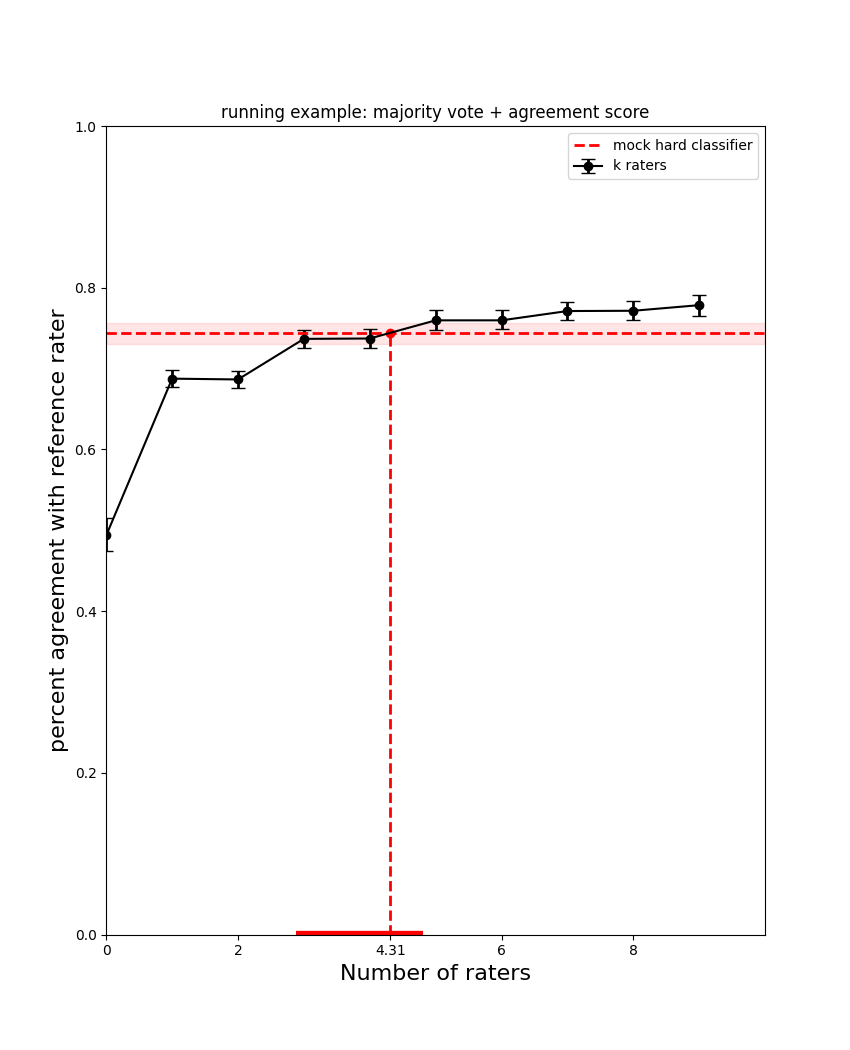 running example: majority vote + agreement score
mock hard classifier
k raters
percent agreement with reference rater
1.0
0.8
0.6
0.4
0.2
0.0
0 2 4.31 6 8
Number of raters